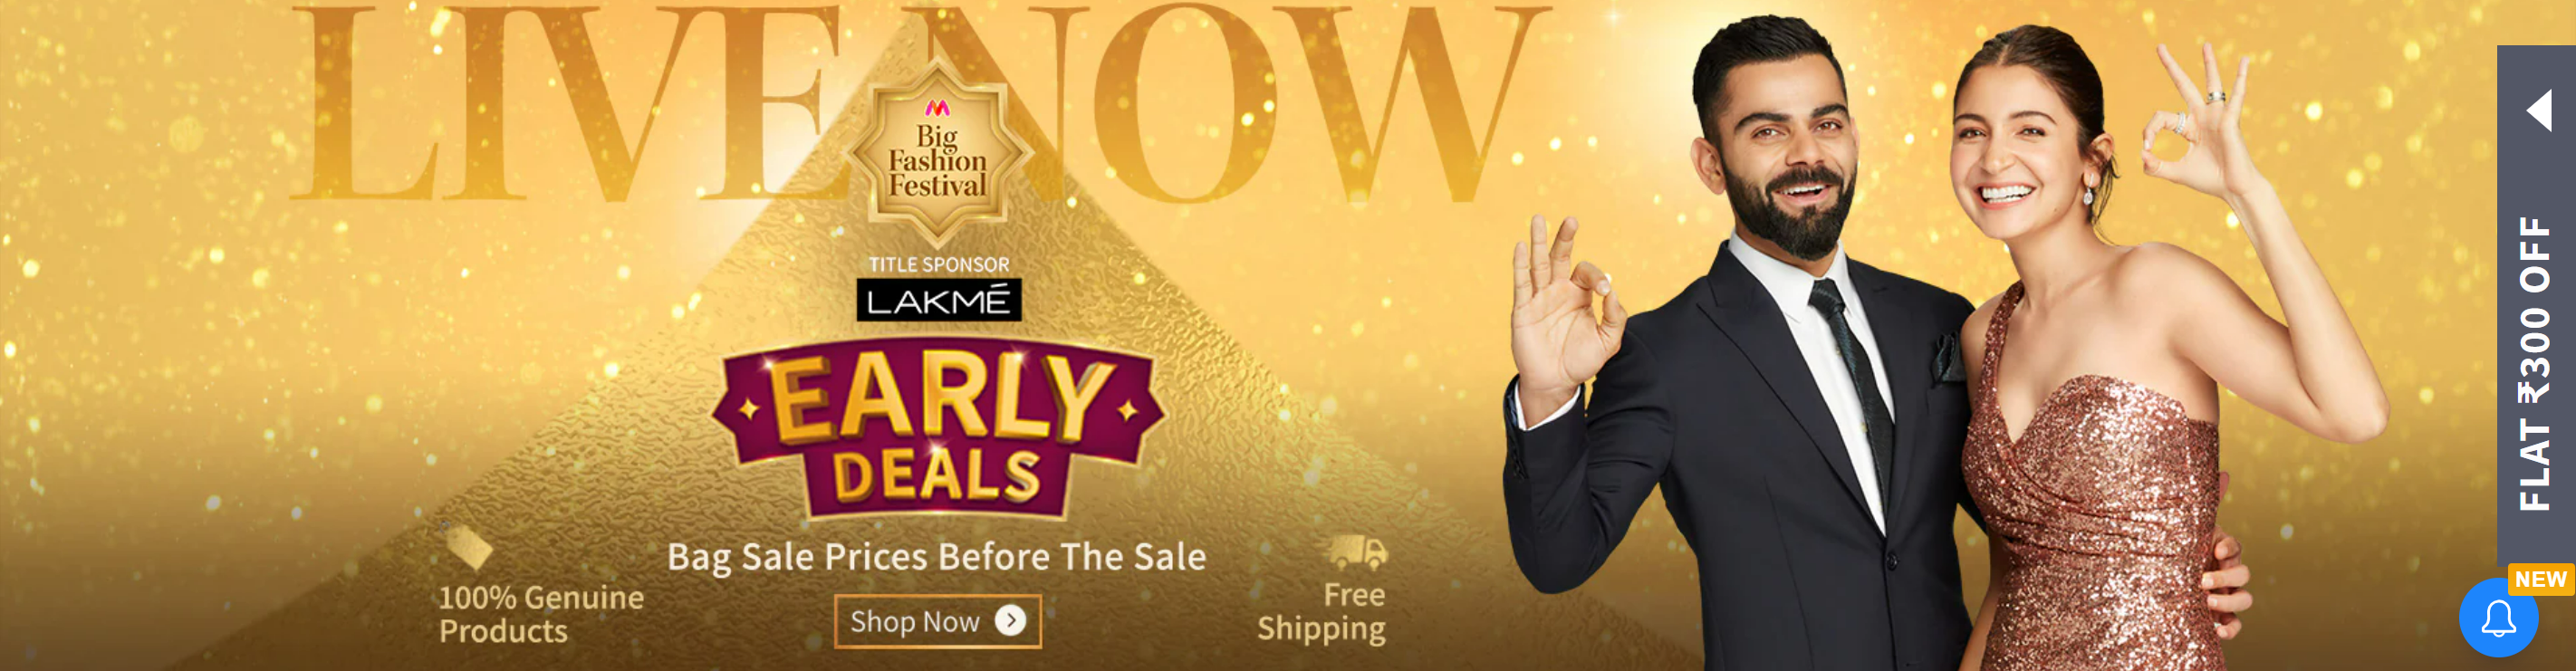 LIVE NOW
Big
Fashion
Festival
TITLE SPONSOR
LAKMÉ
EARLY
DEALS
Bag Sale Prices Before The Sale
100% Genuine
Products
Shop Now
Free
Shipping
FLAT ₹300 OFF
NEW